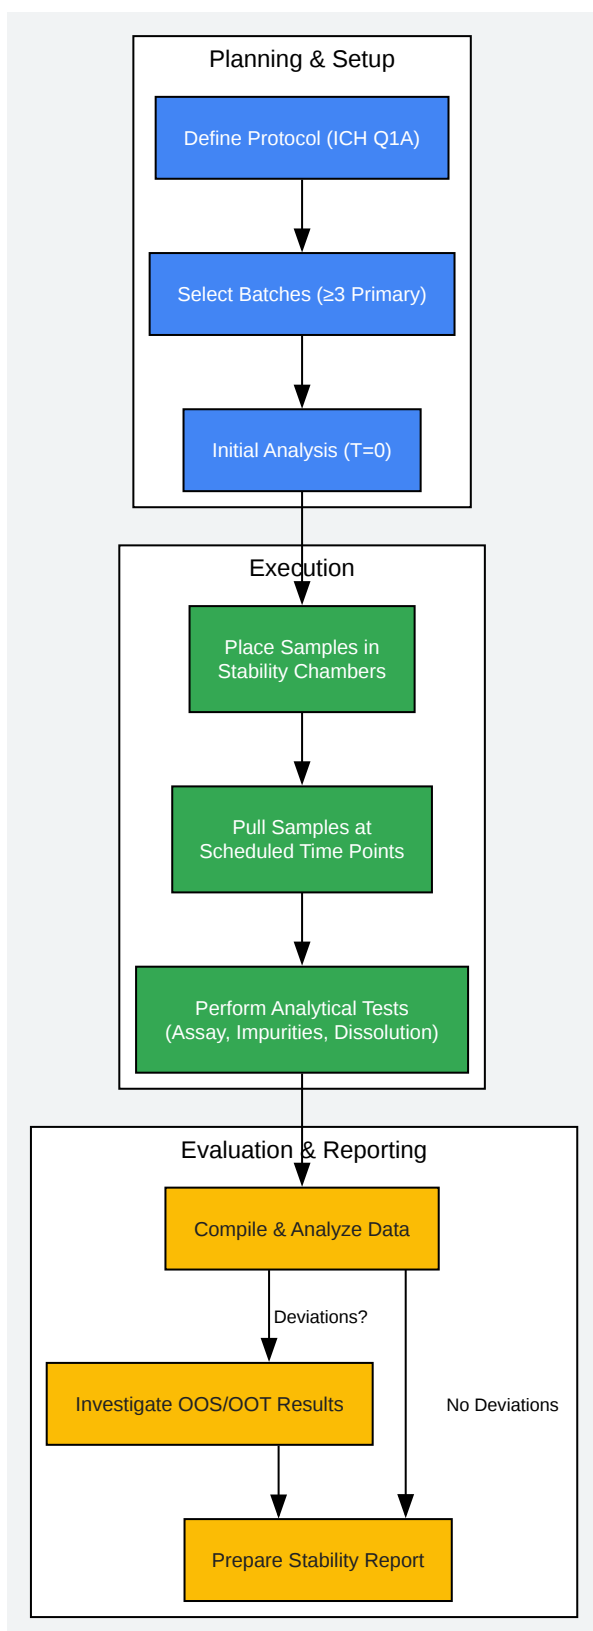 Planning & Setup
Define Protocol (ICH Q1A)
Select Batches (≥3 Primary)
Initial Analysis (T=0)
Execution
Place Samples in
Stability Chambers
Pull Samples at
Scheduled Time Points
Perform Analytical Tests
(Assay, Impurities, Dissolution)
Evaluation & Reporting
Compile & Analyze Data
Deviations?
Investigate OOS/OOT Results
No Deviations
Prepare Stability Report